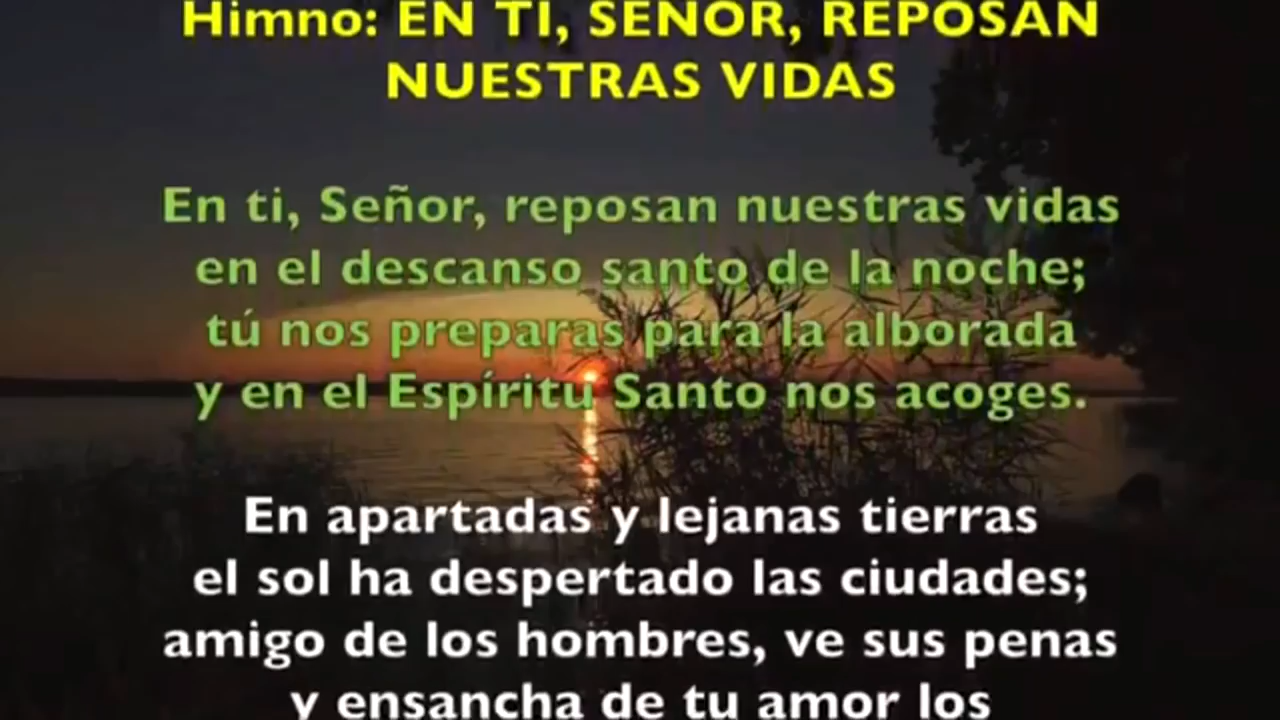 Himno: EN TI, SEÑOR, REPOSAN
NUESTRAS VIDAS
En ti, Señor, reposan nuestras vidas
en el descanso santo de la noche;
tú nos preparas para la alborada
y en el Espíritu Santo nos acoges.
En apartadas y lejanas tierras
el sol ha despertado las ciudades;
amigo de los hombres, ve sus penas
y ensancha de tu amor los